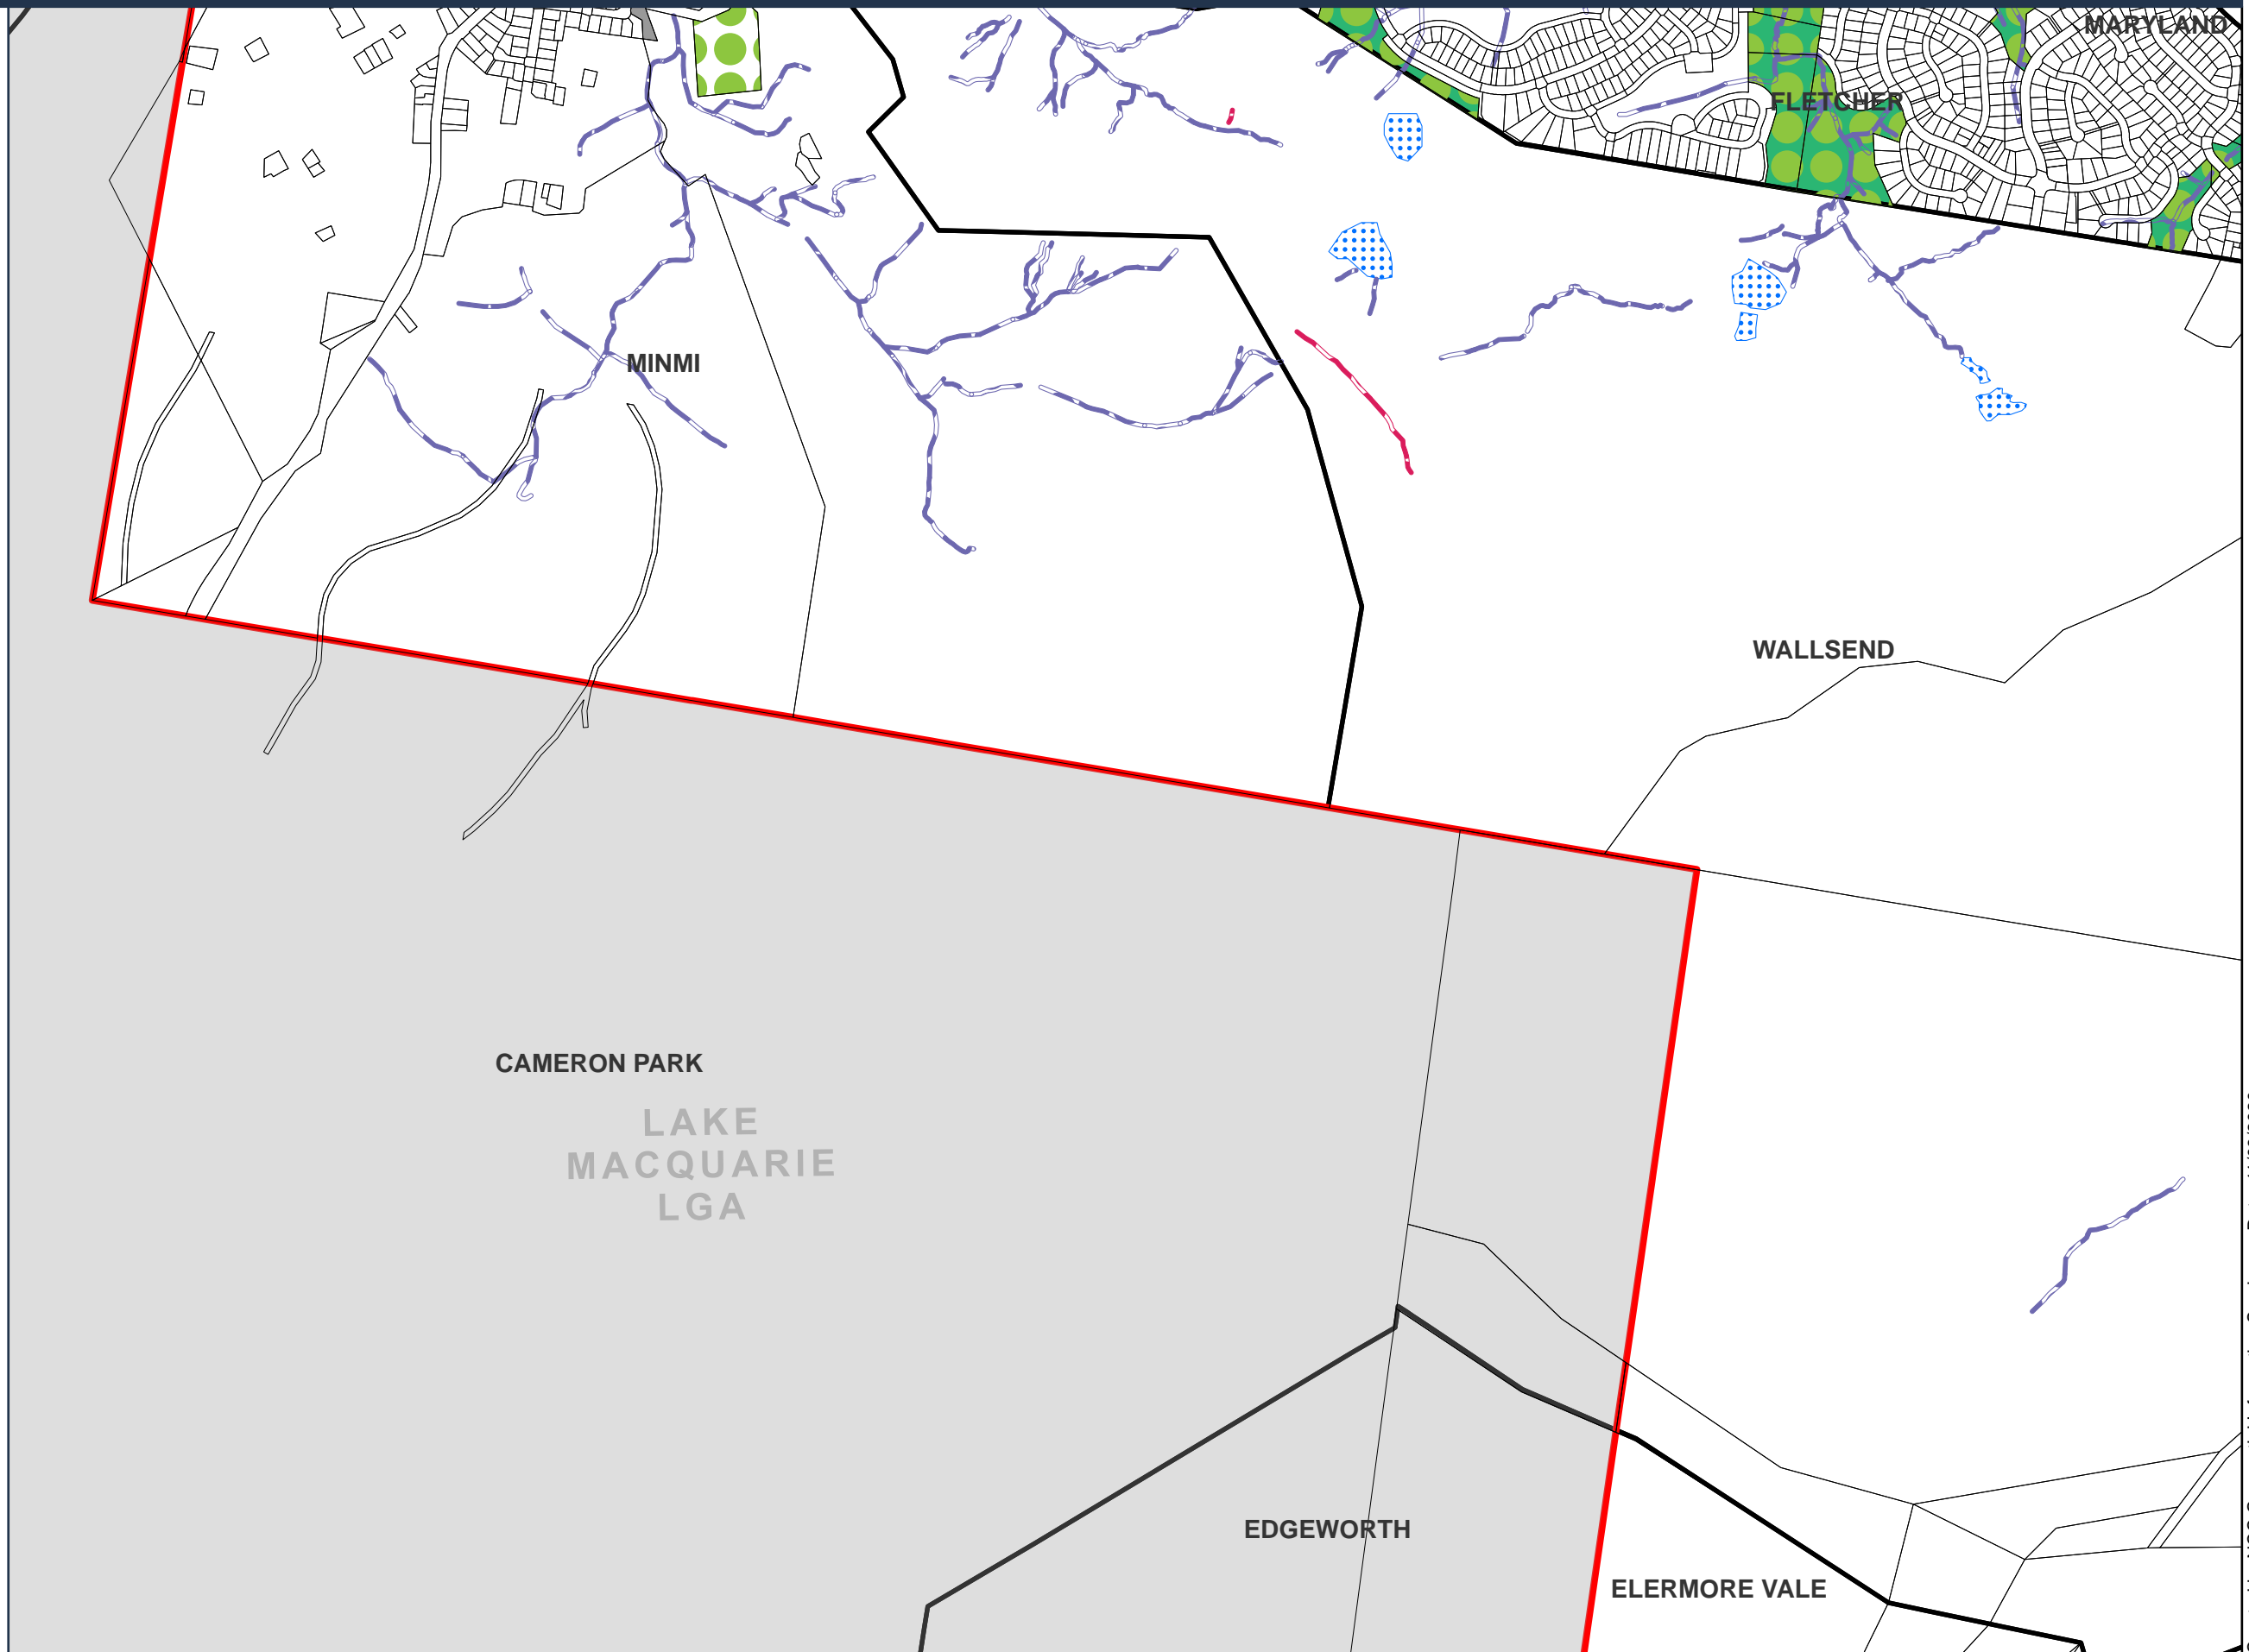 MARYLAND
FLETCHER
MINMI
WALLSEND
CAMERON PARK
LAKE
MACQUARIE
LGA
EDGEWORTH
ELERMORE VALE